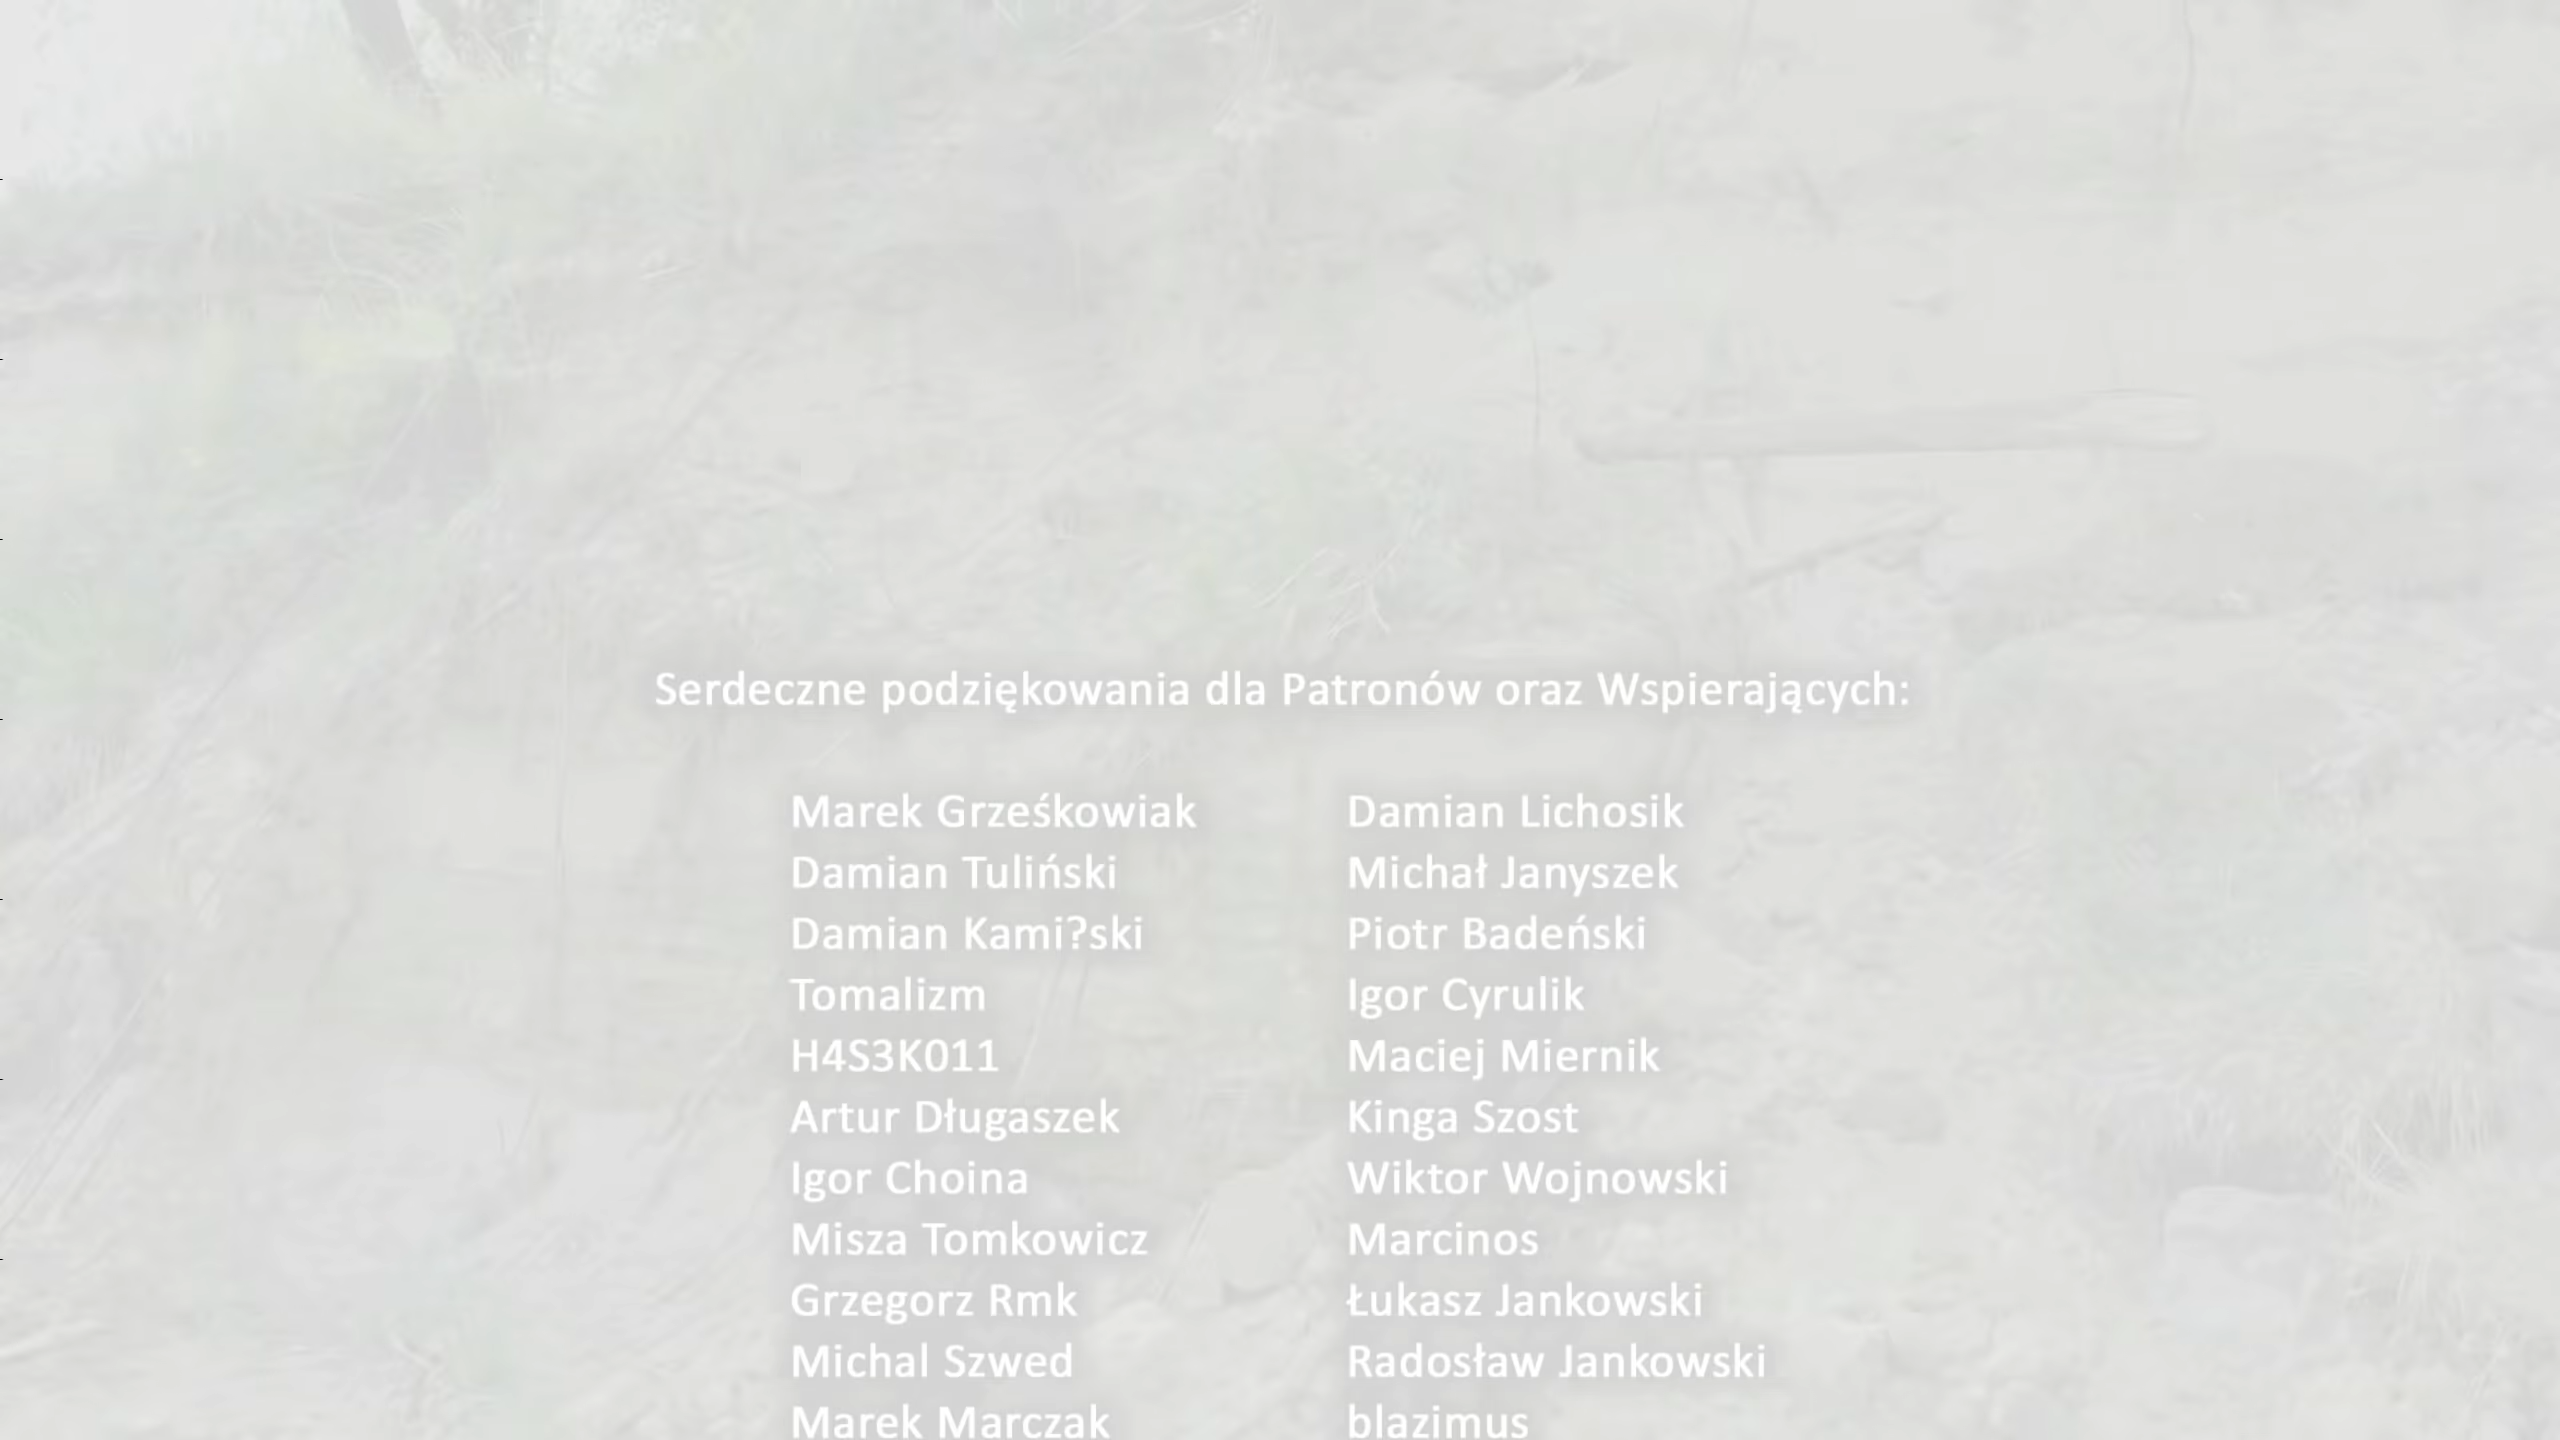 Serdeczne podziękowania dla Patronów oraz Wspierających:
Marek Grześkowiak
Damian Tuliński
Damian Kami?ski
Tomalizm
H4S3K011
Artur Długaszek
Igor Choina
Misza Tomkowicz
Grzegorz Rmk
Michal Szwed
Marek Marczak
Damian Lichosik
Michał Janyszek
Piotr Badeński
Igor Cyrulik
Maciej Miernik
Kinga Szost
Wiktor Wojnowski
Marcinos
Łukasz Jankowski
Radosław Jankowski
blazimus